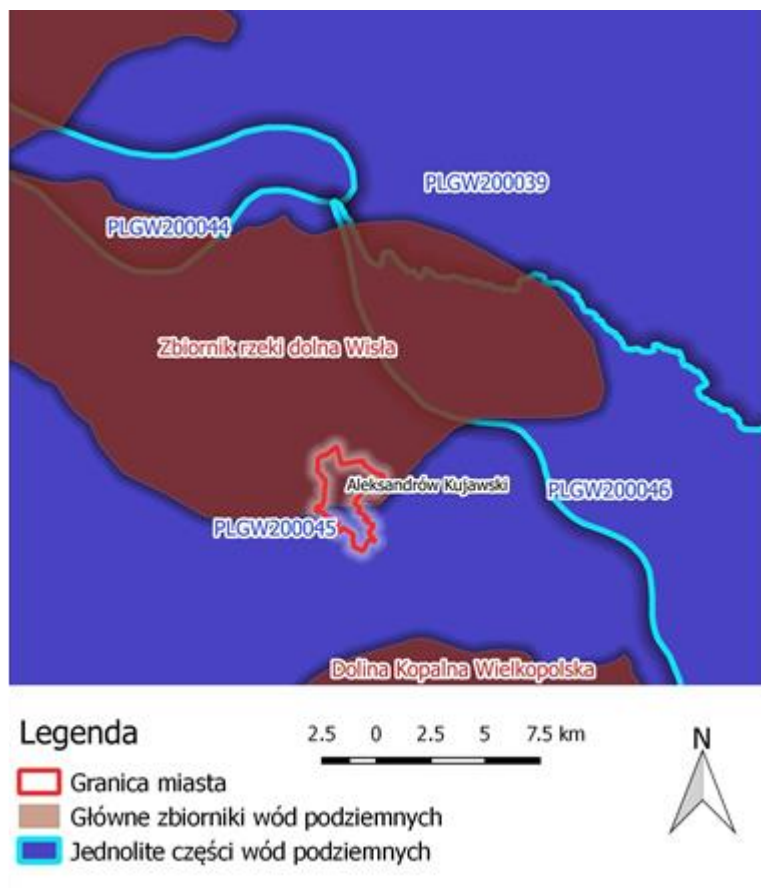 PLGW200039
PLGW200044
Zbiornik rzeki dolna Wisła
Aleksandrów Kujawski
PLGW200046
PLGW200045
Dolina Kopalna Wielkopolska
Legenda
2.5 0 2.5 5 7.5 km
N
Granica miasta
Główne zbiorniki wód podziemnych
Jednolite części wód podziemnych